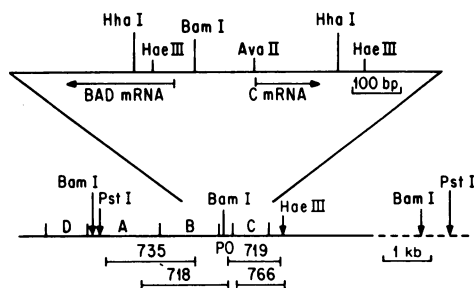 Hha I Bam I Hha I
Hae III Ava II Hae III
BAD mRNA C mRNA 100 bp
Bam I Bam I Pst I
Pst I Hae III Bam I
D A B C
735 PO 719 1 kb
718 766